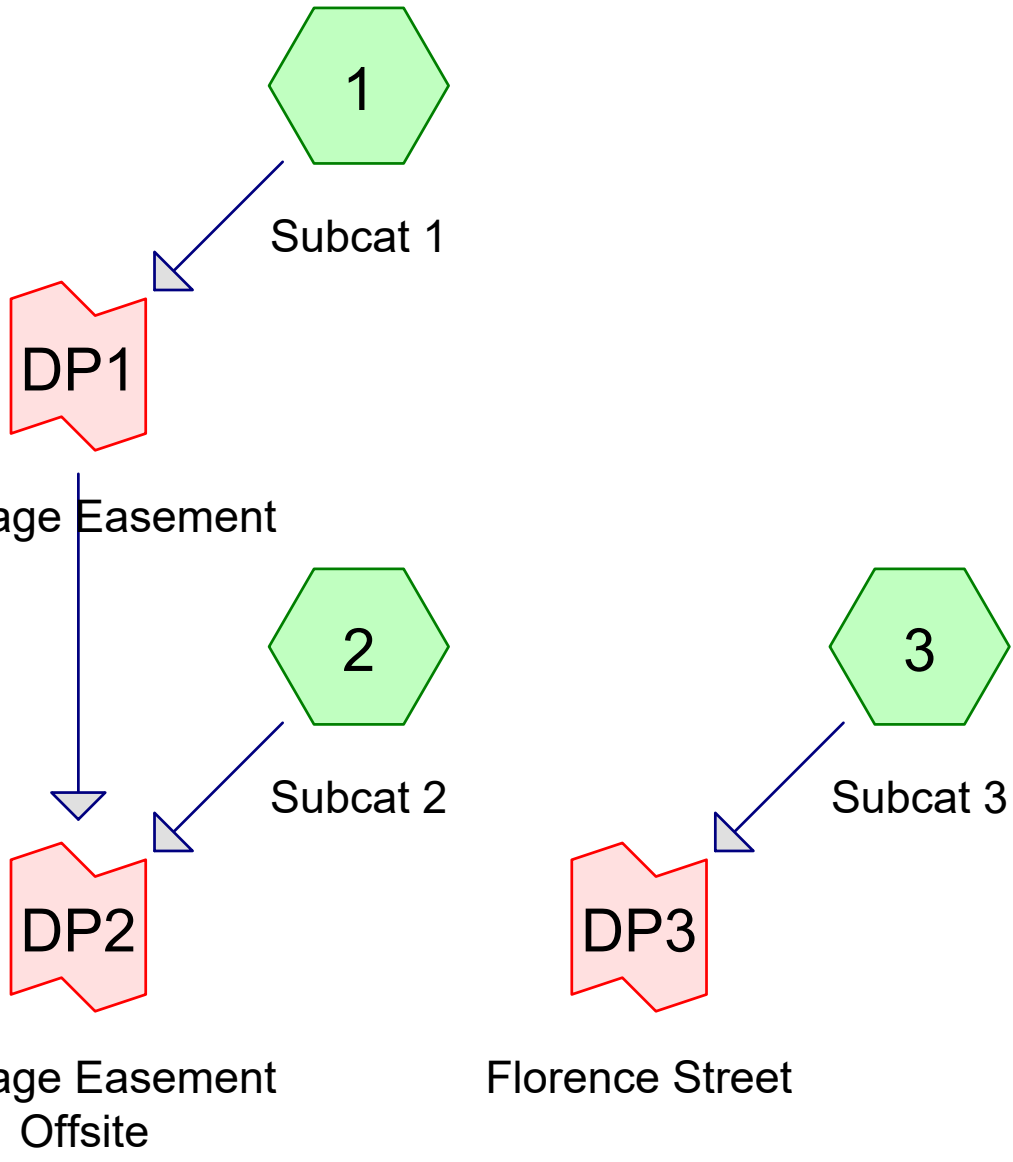 1
Subcat 1
DP1
age Easement
2
3
Subcat 2
Subcat 3
DP2
DP3
age Easement
Offsite
Florence Street